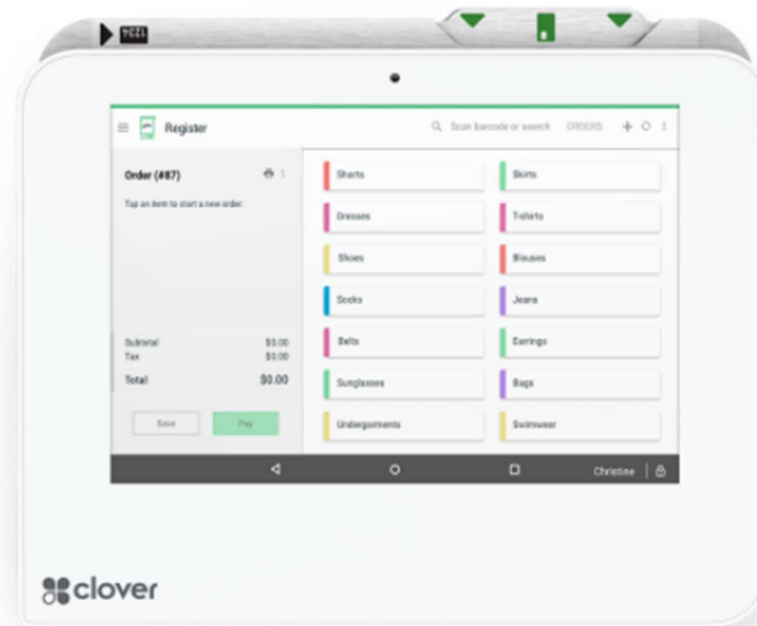 Register
Scan barcode or search
ORDERS
Order (#87)
Tap an item to start a new order.
Subtotal $0.00
Tax $0.00
Total $0.00
Save
Pay
Shorts
Skirts
Dresses
T-shirts
Shoes
Blouses
Socks
Jeans
Belts
Earrings
Sunglasses
Bags
Undergarments
Swimwear
Christine
clover